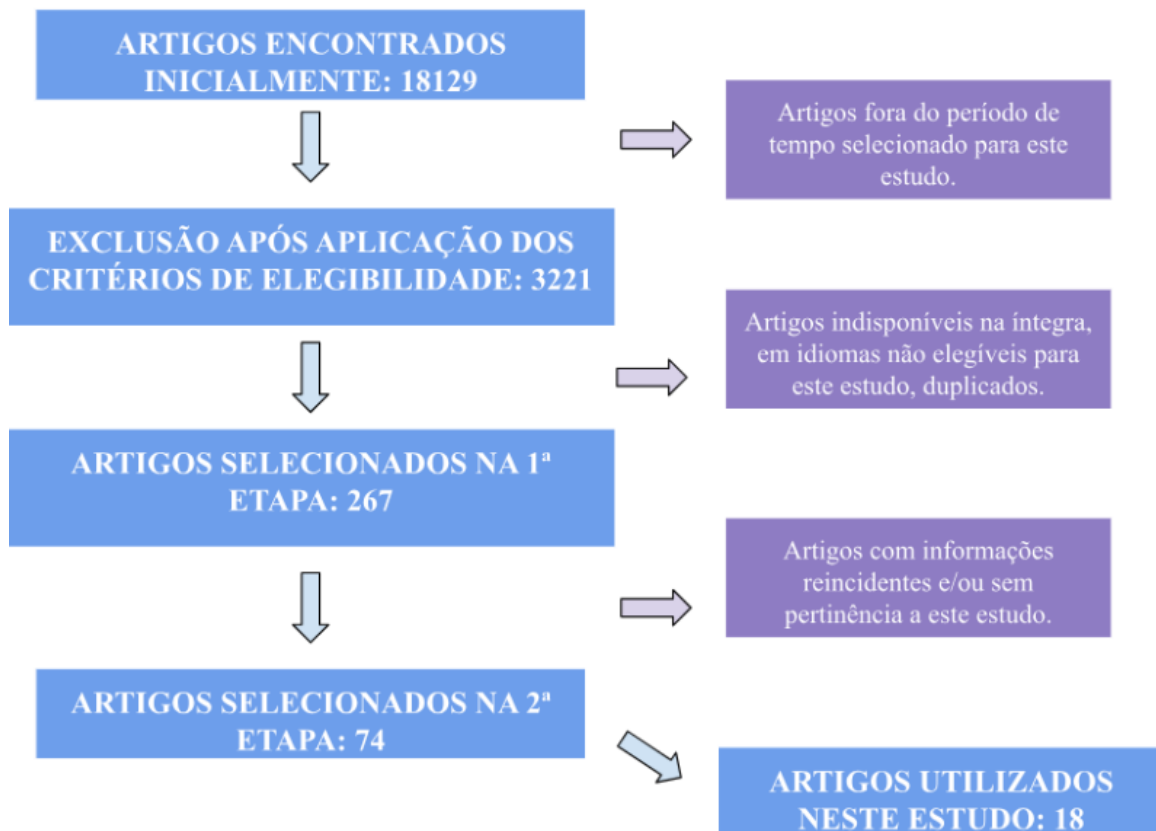 ARTIGOS ENCONTRADOS
INICIALMENTE: 18129
Artigos fora do período de
tempo selecionado para este
estudo.
EXCLUSÃO APÓS APLICAÇÃO DOS
CRITÉRIOS DE ELEGIBILIDADE: 3221
Artigos indisponíveis na íntegra,
em idiomas não elegíveis para
este estudo, duplicados.
ARTIGOS SELECIONADOS NA 1ª
ETAPA: 267
Artigos com informações
reincidentes e/ou sem
pertinência a este estudo.
ARTIGOS SELECIONADOS NA 2ª
ETAPA: 74
ARTIGOS UTILIZADOS
NESTE ESTUDO: 18